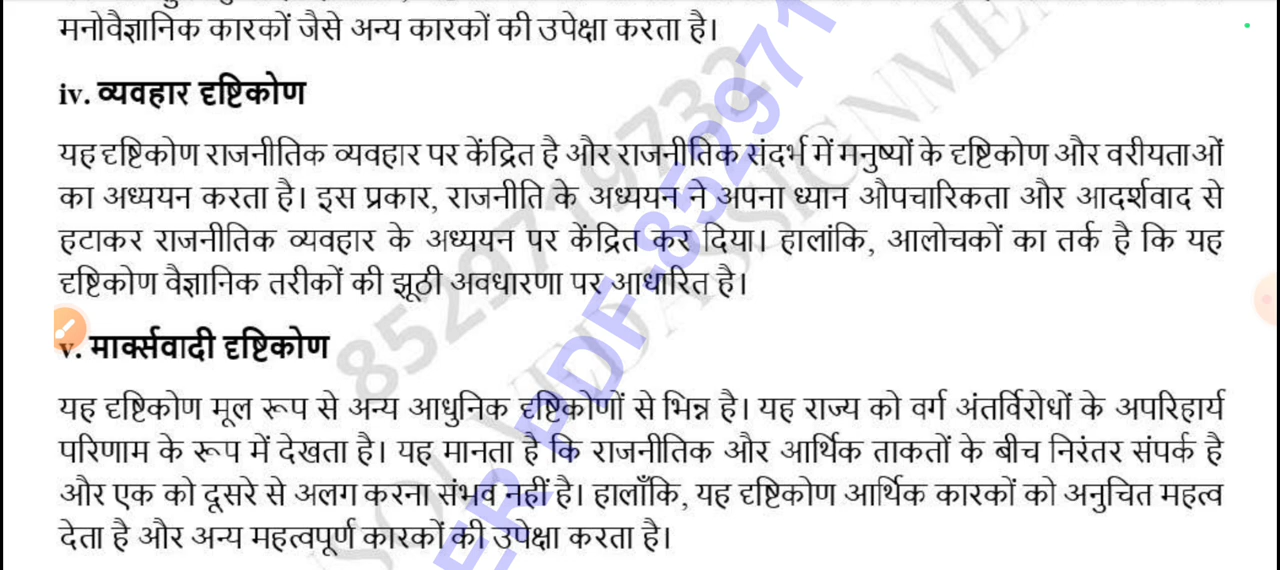 मनोवैज्ञानिक कारकों जैसे अन्य कारकों की उपेक्षा करता है।
iv. व्यवहार दृष्टिकोण
यह दृष्टिकोण राजनीतिक व्यवहार पर केंद्रित है और राजनीतिक संदर्भ में मनुष्यों के दृष्टिकोण और वरीयताओं
का अध्ययन करता है। इस प्रकार, राजनीति के अध्ययन ने अपना ध्यान औपचारिकता और आदर्शवाद से
हटाकर राजनीतिक व्यवहार के अध्ययन पर केंद्रित कर दिया। हालांकि, आलोचकों का तर्क है कि यह
दृष्टिकोण वैज्ञानिक तरीकों की झूठी अवधारणा पर आधारित है।
v. मार्क्सवादी दृष्टिकोण
यह दृष्टिकोण मूल रूप से अन्य आधुनिक दृष्टिकोणों से भिन्न है। यह राज्य को वर्ग अंतर्विरोधों के अपरिहार्य
परिणाम के रूप में देखता है। यह मानता है कि राजनीतिक और आर्थिक ताकतों के बीच निरंतर संपर्क है
और एक को दूसरे से अलग करना संभव नहीं है। हालाँकि, यह दृष्टिकोण आर्थिक कारकों को अनुचित महत्व
देता है और अन्य महत्वपूर्ण कारकों की उपेक्षा करता है।
8529719732
ER PDF-8529971